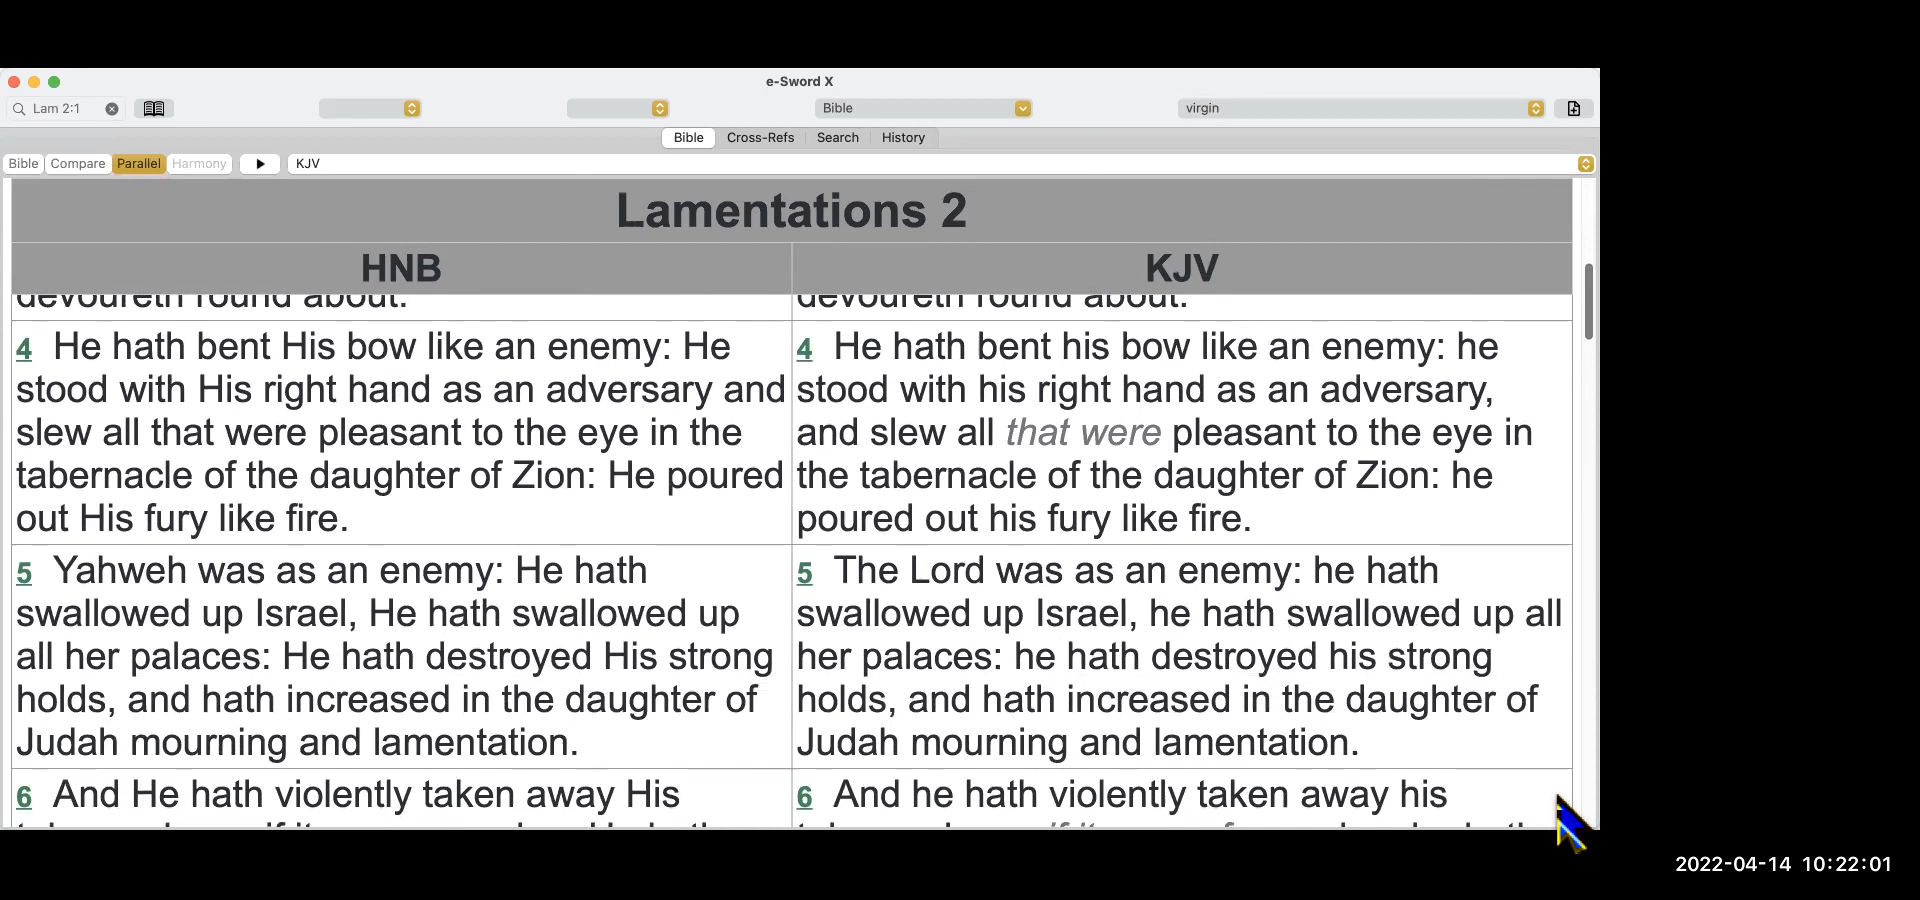 e-Sword X
Lam 2:1
Bible
virgin
Bible Cross-Refs Search History
Bible Compare Parallel Harmony
KJV
Lamentations 2
HNB
KJV
devoureth round about.
devoureth round about.
4 He hath bent His bow like an enemy: He
stood with His right hand as an adversary and
slew all that were pleasant to the eye in the
tabernacle of the daughter of Zion: He poured
out His fury like fire.
4 He hath bent his bow like an enemy: he
stood with his right hand as an adversary,
and slew all that were pleasant to the eye in
the tabernacle of the daughter of Zion: he
poured out his fury like fire.
5 Yahweh was as an enemy: He hath
swallowed up Israel, He hath swallowed up
all her palaces: He hath destroyed His strong
holds, and hath increased in the daughter of
Judah mourning and lamentation.
5 The Lord was as an enemy: he hath
swallowed up Israel, he hath swallowed up all
her palaces: he hath destroyed his strong
holds, and hath increased in the daughter of
Judah mourning and lamentation.
6 And He hath violently taken away His
6 And he hath violently taken away his
2022-04-14 10:22:01